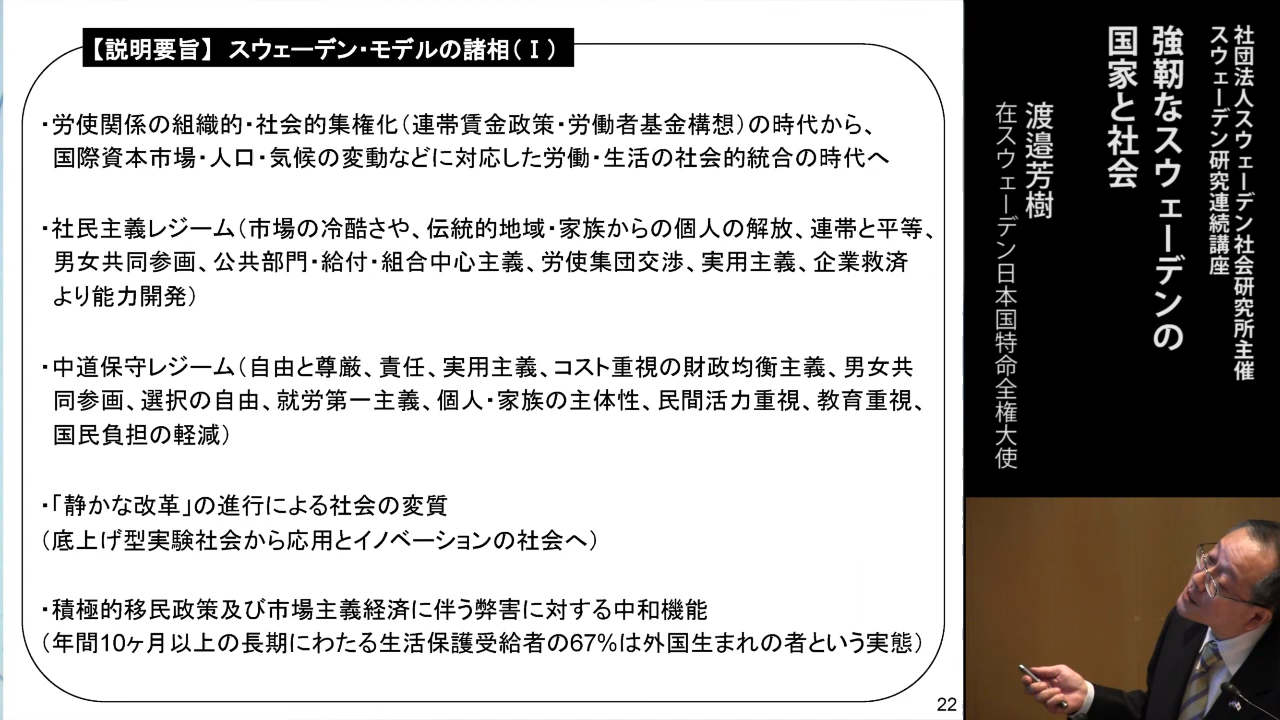 【説明要旨】 スウェーデン・モデルの諸相(Ⅰ)
・労使関係の組織的・社会的集権化(連帯賃金政策・労働者基金構想)の時代から、
国際資本市場・人口・気候の変動などに対応した労働・生活の社会的統合の時代へ
・社民主義レジーム(市場の冷酷さや、伝統的地域・家族からの個人の解放、連帯と平等、
男女共同参画、公共部門・給付・組合中心主義、労使集団交渉、実用主義、企業救済
より能力開発)
・中道保守レジーム(自由と尊厳、責任、実用主義、コスト重視の財政均衡主義、男女共
同参画、選択の自由、就労第一主義、個人・家族の主体性、民間活力重視、教育重視、
国民負担の軽減)
・「静かな改革」の進行による社会の変質
(底上げ型実験社会から応用とイノベーションの社会へ)
・積極的移民政策及び市場主義経済に伴う弊害に対する中和機能
(年間10ヶ月以上の長期にわたる生活保護受給者の67%は外国生まれの者という実態)
22
社団法人スウェーデン社会研究所主催
スウェーデン研究連続講座
強靭なスウェーデンの
国家と社会
渡邉芳樹
在スウェーデン日本国特命全権大使